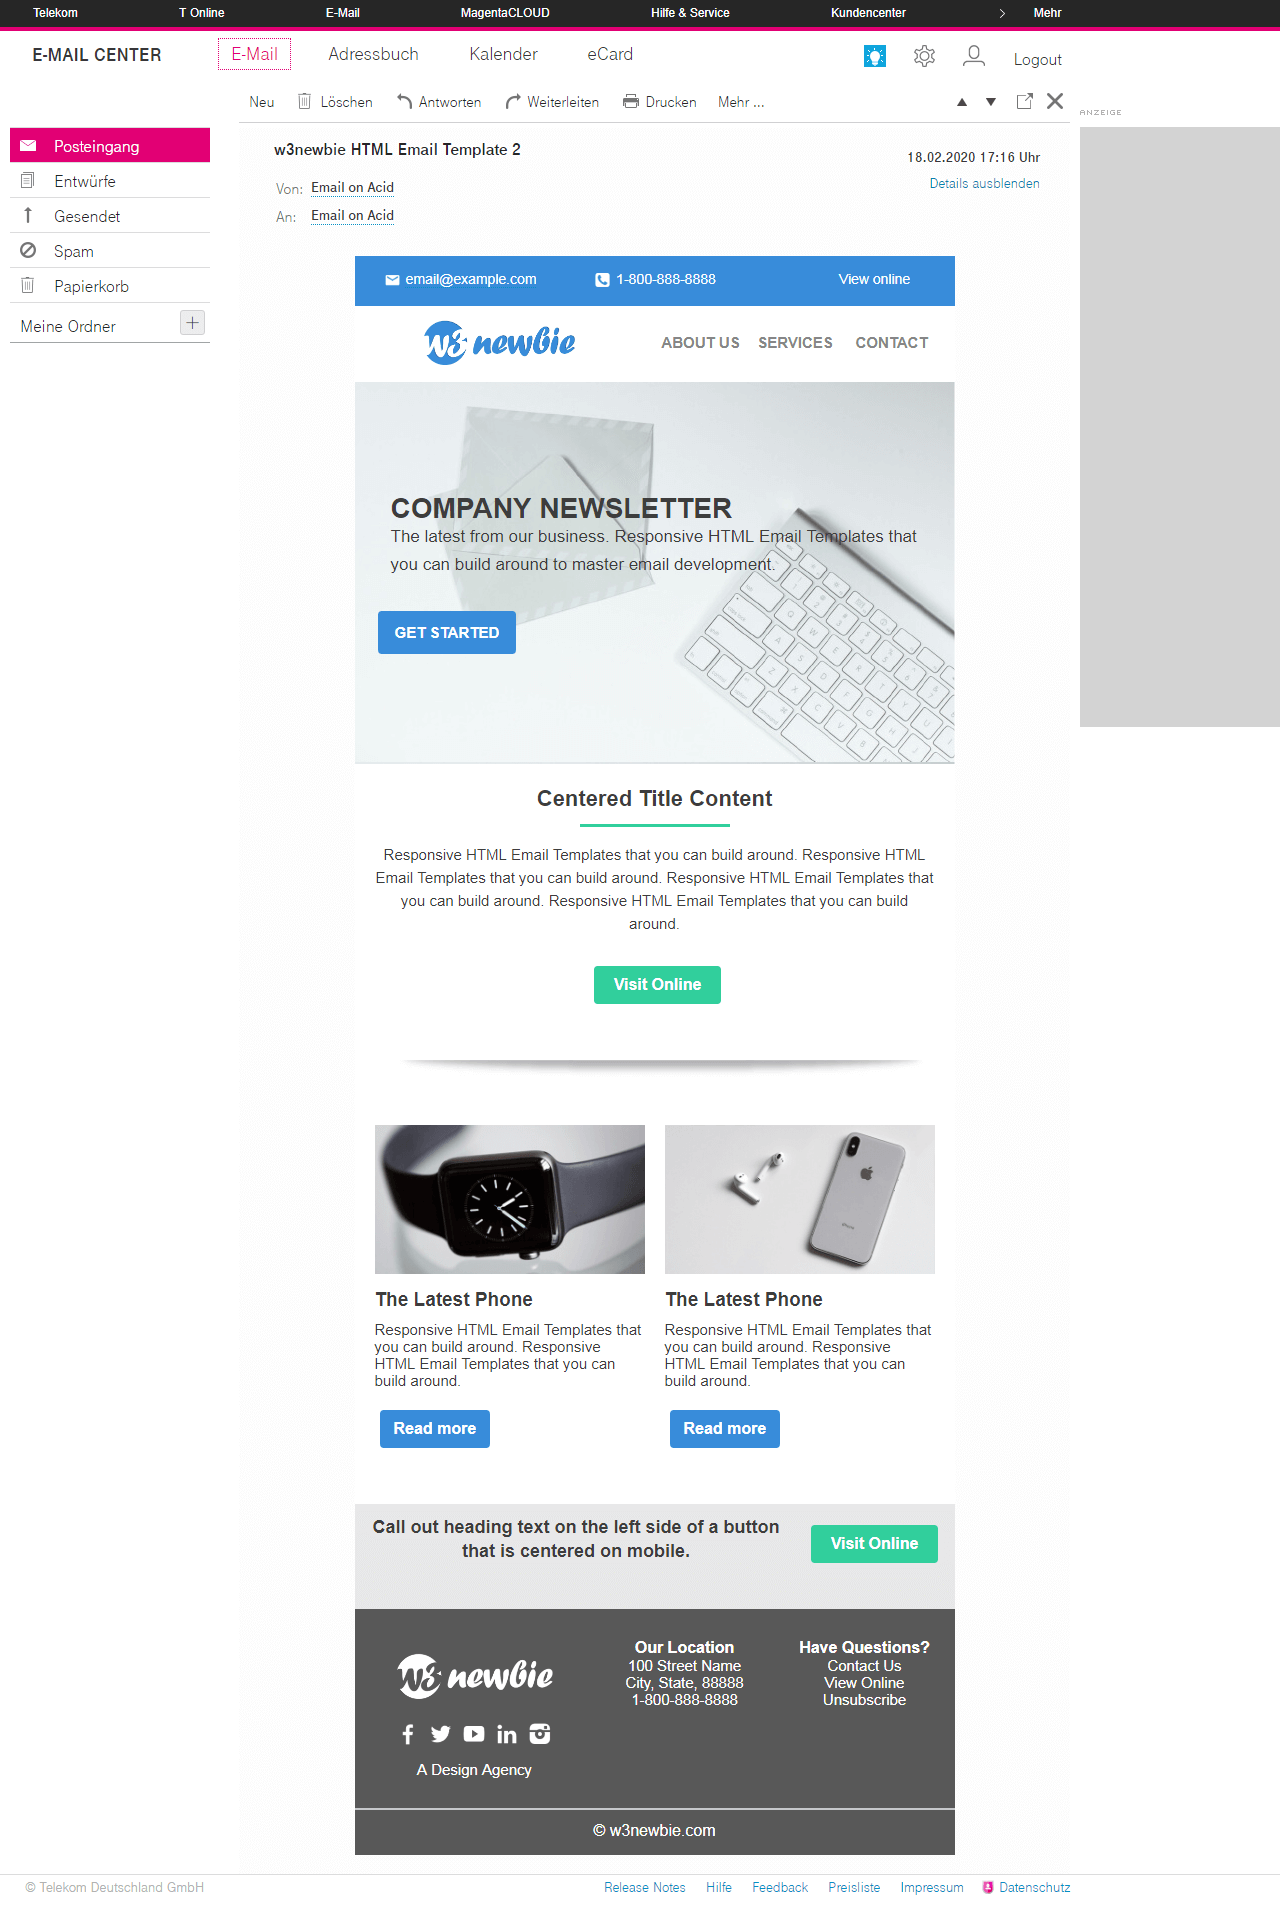 Telekom T Online E-Mail MagentaCLOUD Hilfe & Service Kundencenter Mehr
E-MAIL CENTER E-Mail Adressbuch Kalender eCard Logout
Neu Löschen Antworten Weiterleiten Drucken Mehr ...
ANZEIGE
Posteingang
Entwürfe
Gesendet
Spam
Papierkorb
Meine Ordner
w3newbie HTML Email Template 2
18.02.2020 17:16 Uhr
Von: Email on Acid
Details ausblenden
An: Email on Acid
email@example.com 1-800-888-8888 View online
w3 newbie ABOUT US SERVICES CONTACT
COMPANY NEWSLETTER
The latest from our business. Responsive HTML Email Templates that
you can build around to master email development.
GET STARTED
Centered Title Content
Responsive HTML Email Templates that you can build around. Responsive HTML
Email Templates that you can build around. Responsive HTML Email Templates that
you can build around. Responsive HTML Email Templates that you can build
around.
Visit Online
The Latest Phone
Responsive HTML Email Templates that
you can build around. Responsive
HTML Email Templates that you can
build around.
Read more
The Latest Phone
Responsive HTML Email Templates that
you can build around. Responsive
HTML Email Templates that you can
build around.
Read more
Call out heading text on the left side of a button
that is centered on mobile.
Visit Online
w3 newbie
A Design Agency
Our Location
100 Street Name
City, State, 88888
1-800-888-8888
Have Questions?
Contact Us
View Online
Unsubscribe
© w3newbie.com
© Telekom Deutschland GmbH Release Notes Hilfe Feedback Preisliste Impressum Datenschutz